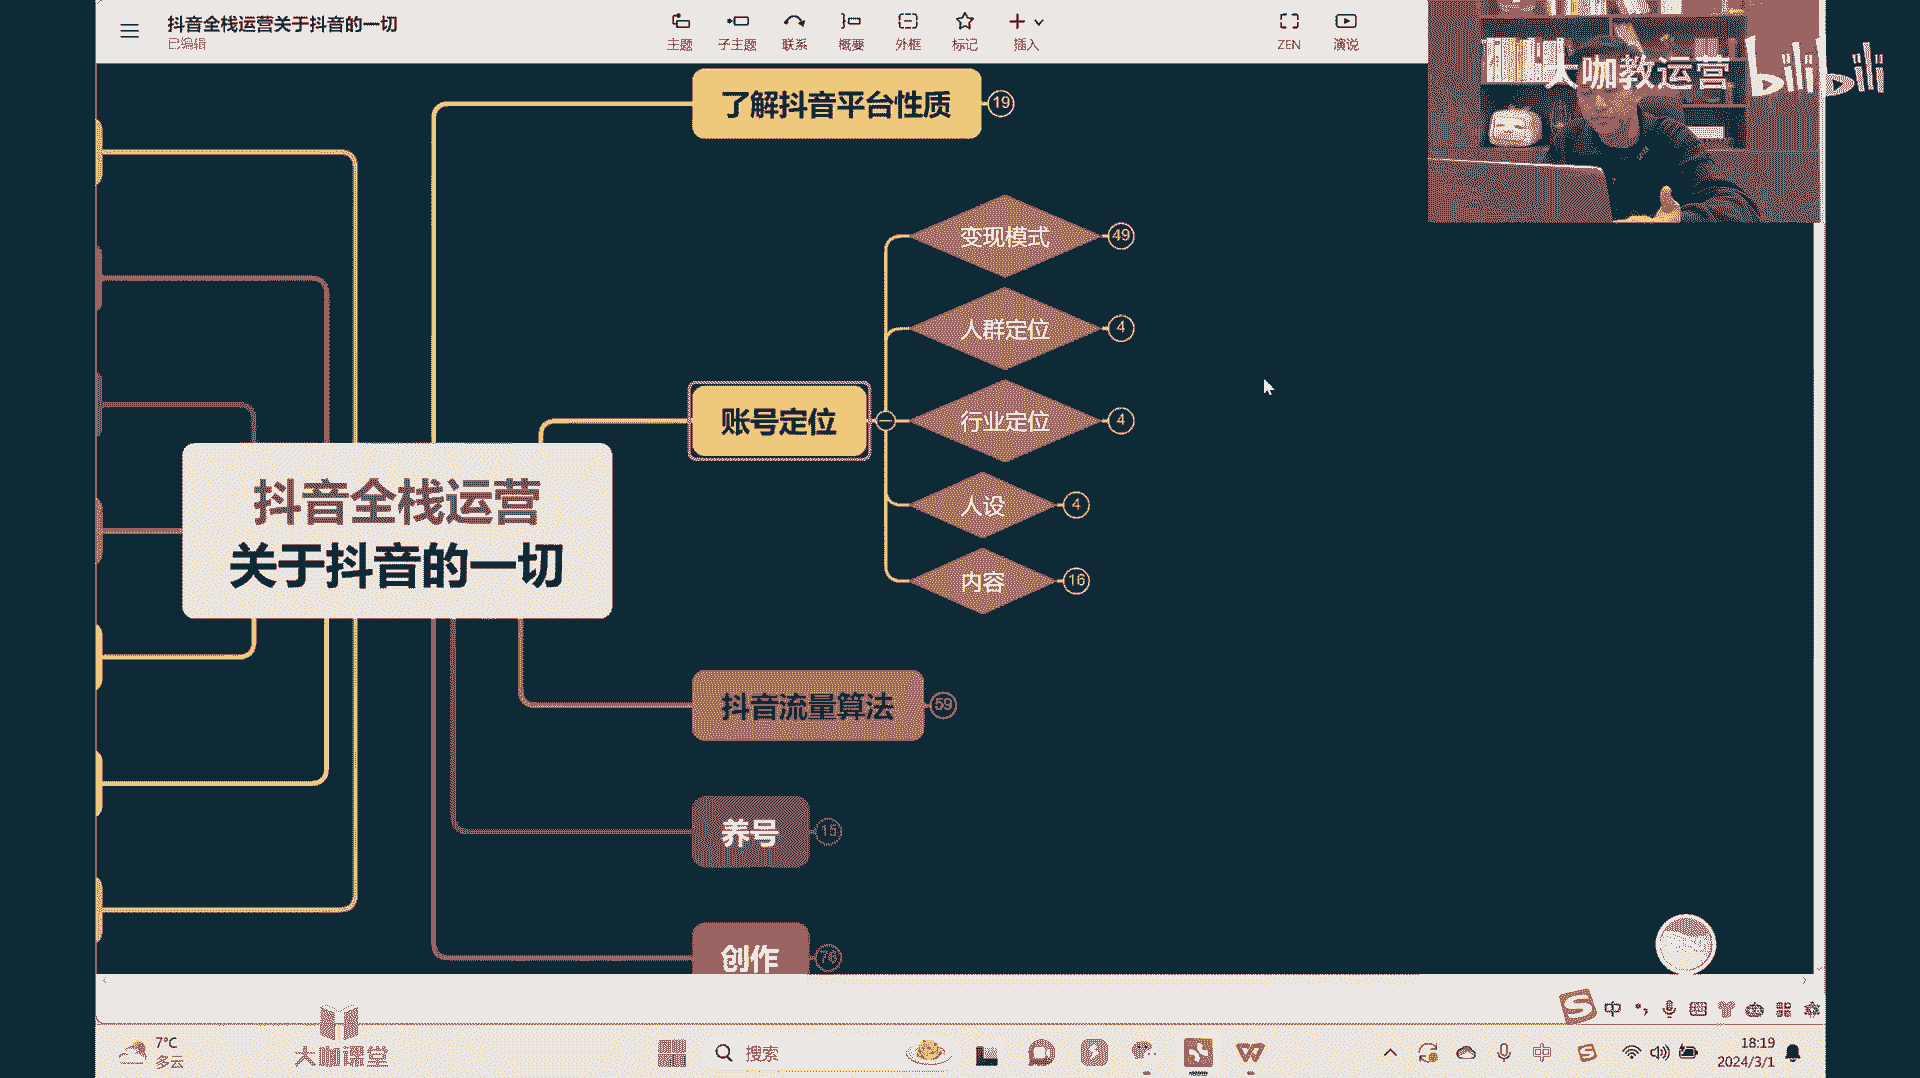 抖音全栈运营关于抖音的一切
已编辑
主题
子主题
联系
概要
外框
标记
插入
ZEN
演说
大咖教运营
bilibili
了解抖音平台性质
19
变现模式
49
人群定位
4
账号定位
行业定位
4
人设
4
内容
16
抖音全栈运营
关于抖音的一切
抖音流量算法
59
养号
15
创作
76
中
大咖课堂
7°C
多云
搜索
中
18:19
2024/3/1